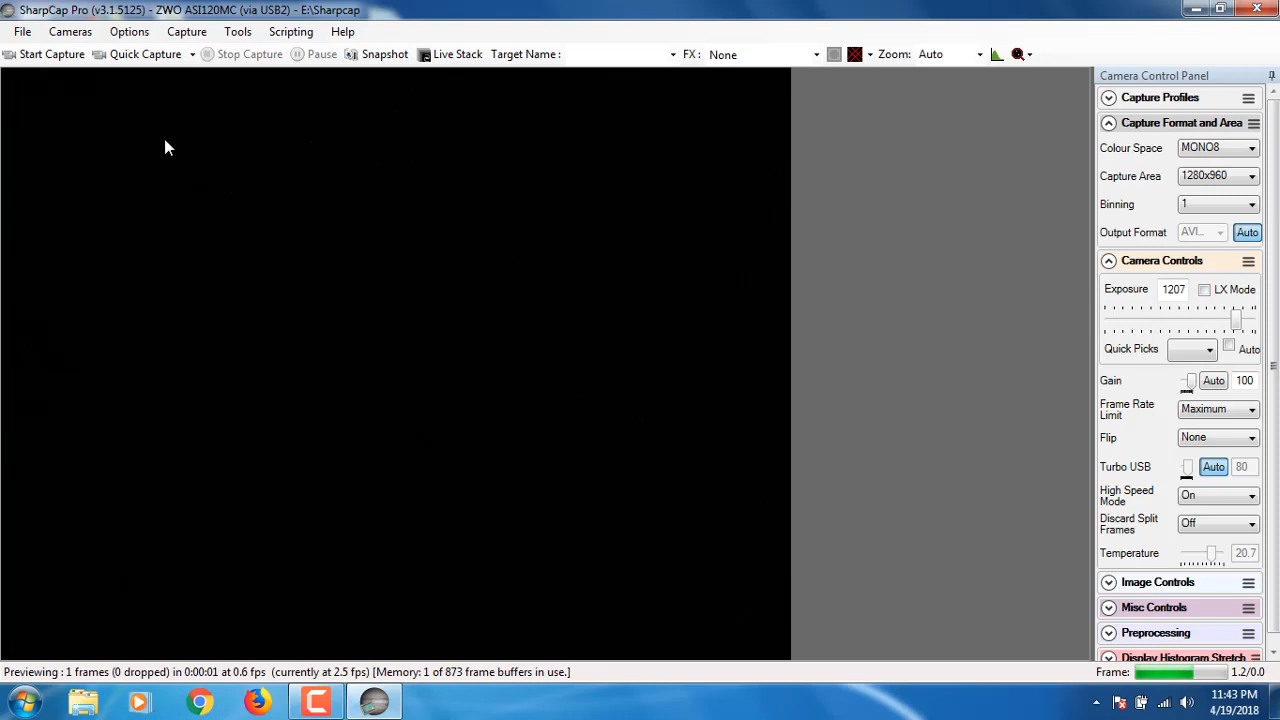 SharpCap Pro (v3.1.5125) - ZWO ASI120MC (via USB2) - E:\Sharpcap
File Cameras Options Capture Tools Scripting Help
Start Capture Quick Capture Stop Capture Pause Snapshot Live Stack Target Name : FX : None Zoom: Auto
Camera Control Panel
Capture Profiles
Capture Format and Area
Colour Space MONO8
Capture Area 1280x960
Binning 1
Output Format AVI... Auto
Camera Controls
Exposure 1207 LX Mode
Quick Picks Auto
Gain Auto 100
Frame Rate
Limit
Maximum
Flip None
Turbo USB Auto 80
High Speed
Mode
On
Discard Split
Frames
Off
Temperature 20.7
Image Controls
Misc Controls
Preprocessing
Display Histogram Stretch
Previewing : 1 frames (0 dropped) in 0:00:01 at 0.6 fps (currently at 2.5 fps) [Memory: 1 of 873 frame buffers in use.] Frame: 1.2/0.0
11:43 PM
4/19/2018